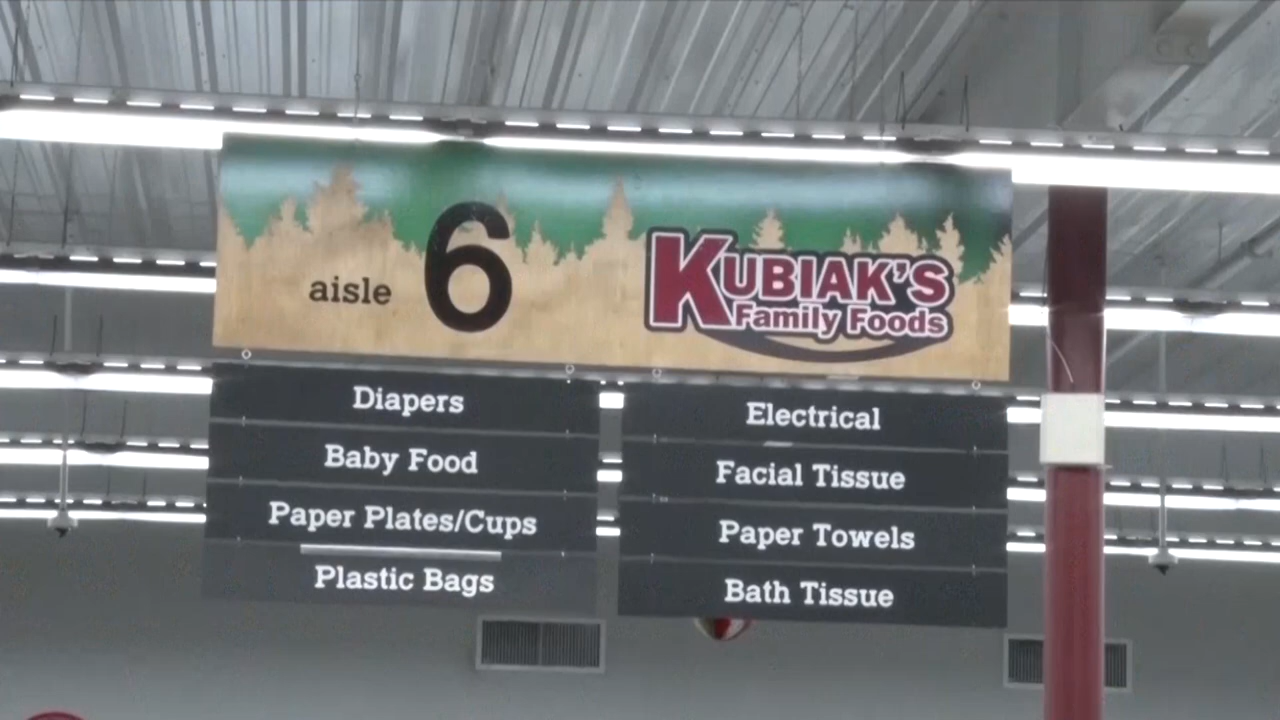 aisle 6
KUBIAK'S
Family Foods
Diapers
Baby Food
Paper Plates/Cups
Plastic Bags
Electrical
Facial Tissue
Paper Towels
Bath Tissue